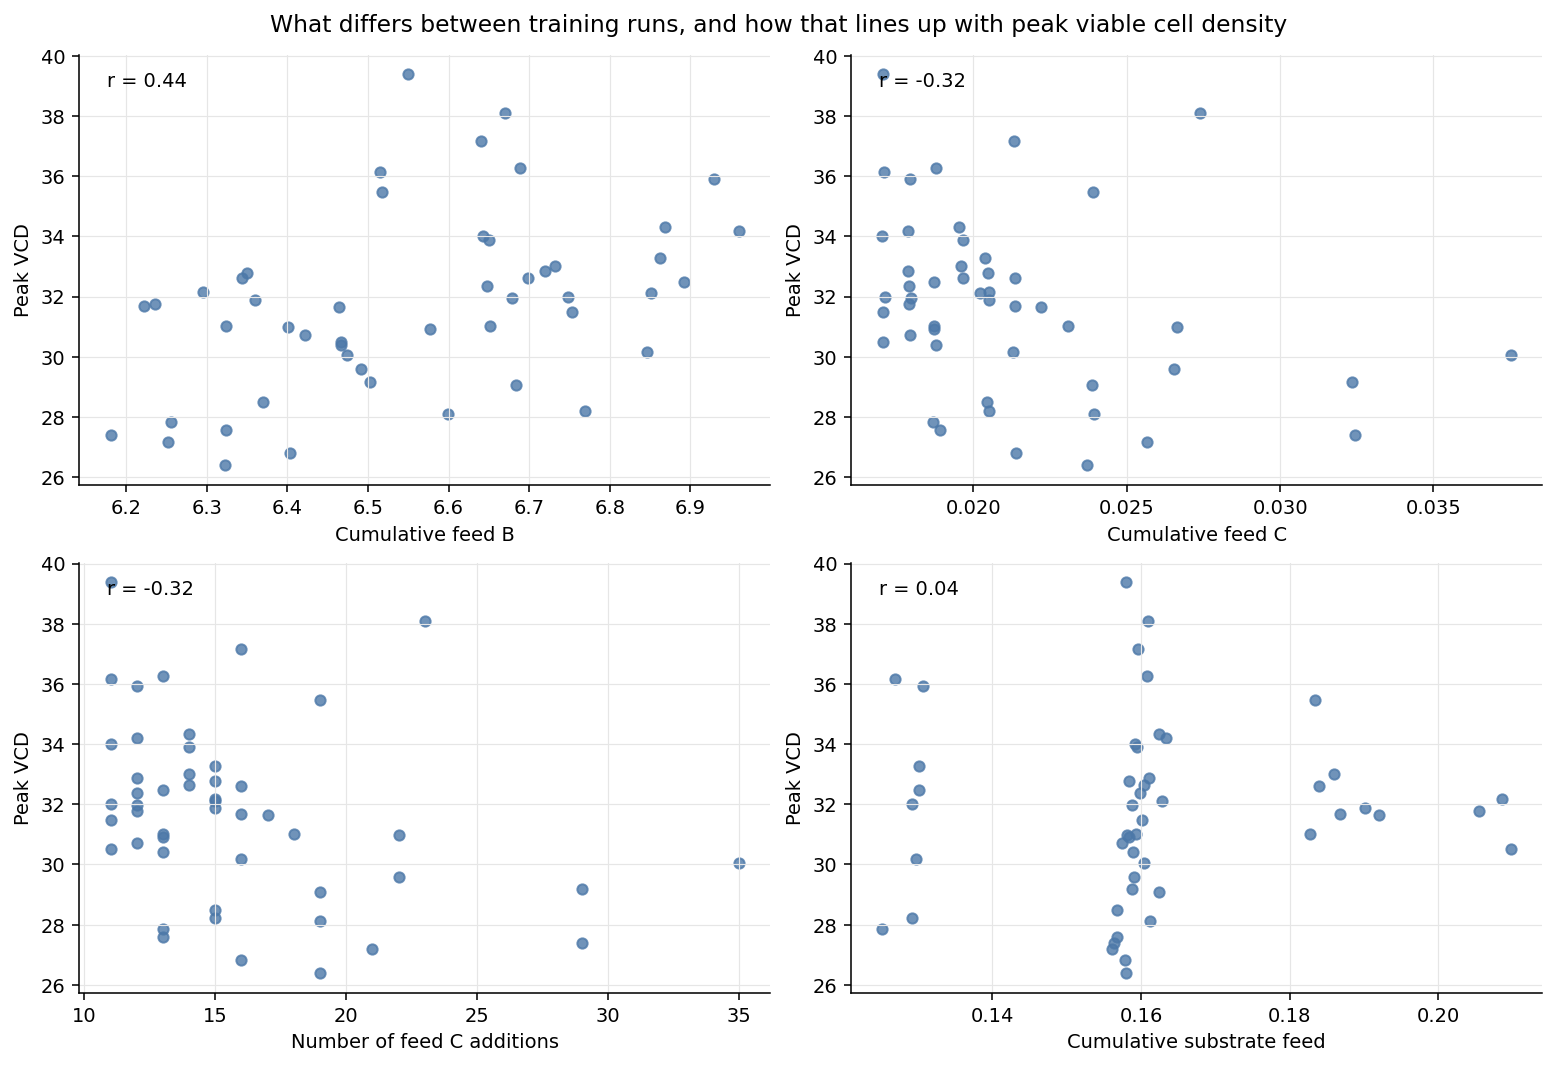 What differs between training runs, and how that lines up with peak viable cell density
r = 0.44
Peak VCD
40
38
36
34
32
30
28
26
6.2 6.3 6.4 6.5 6.6 6.7 6.8 6.9
Cumulative feed B
r = -0.32
Peak VCD
40
38
36
34
32
30
28
26
0.020 0.025 0.030 0.035
Cumulative feed C
r = -0.32
Peak VCD
40
38
36
34
32
30
28
26
10 15 20 25 30 35
Number of feed C additions
r = 0.04
Peak VCD
40
38
36
34
32
30
28
26
0.14 0.16 0.18 0.20
Cumulative substrate feed